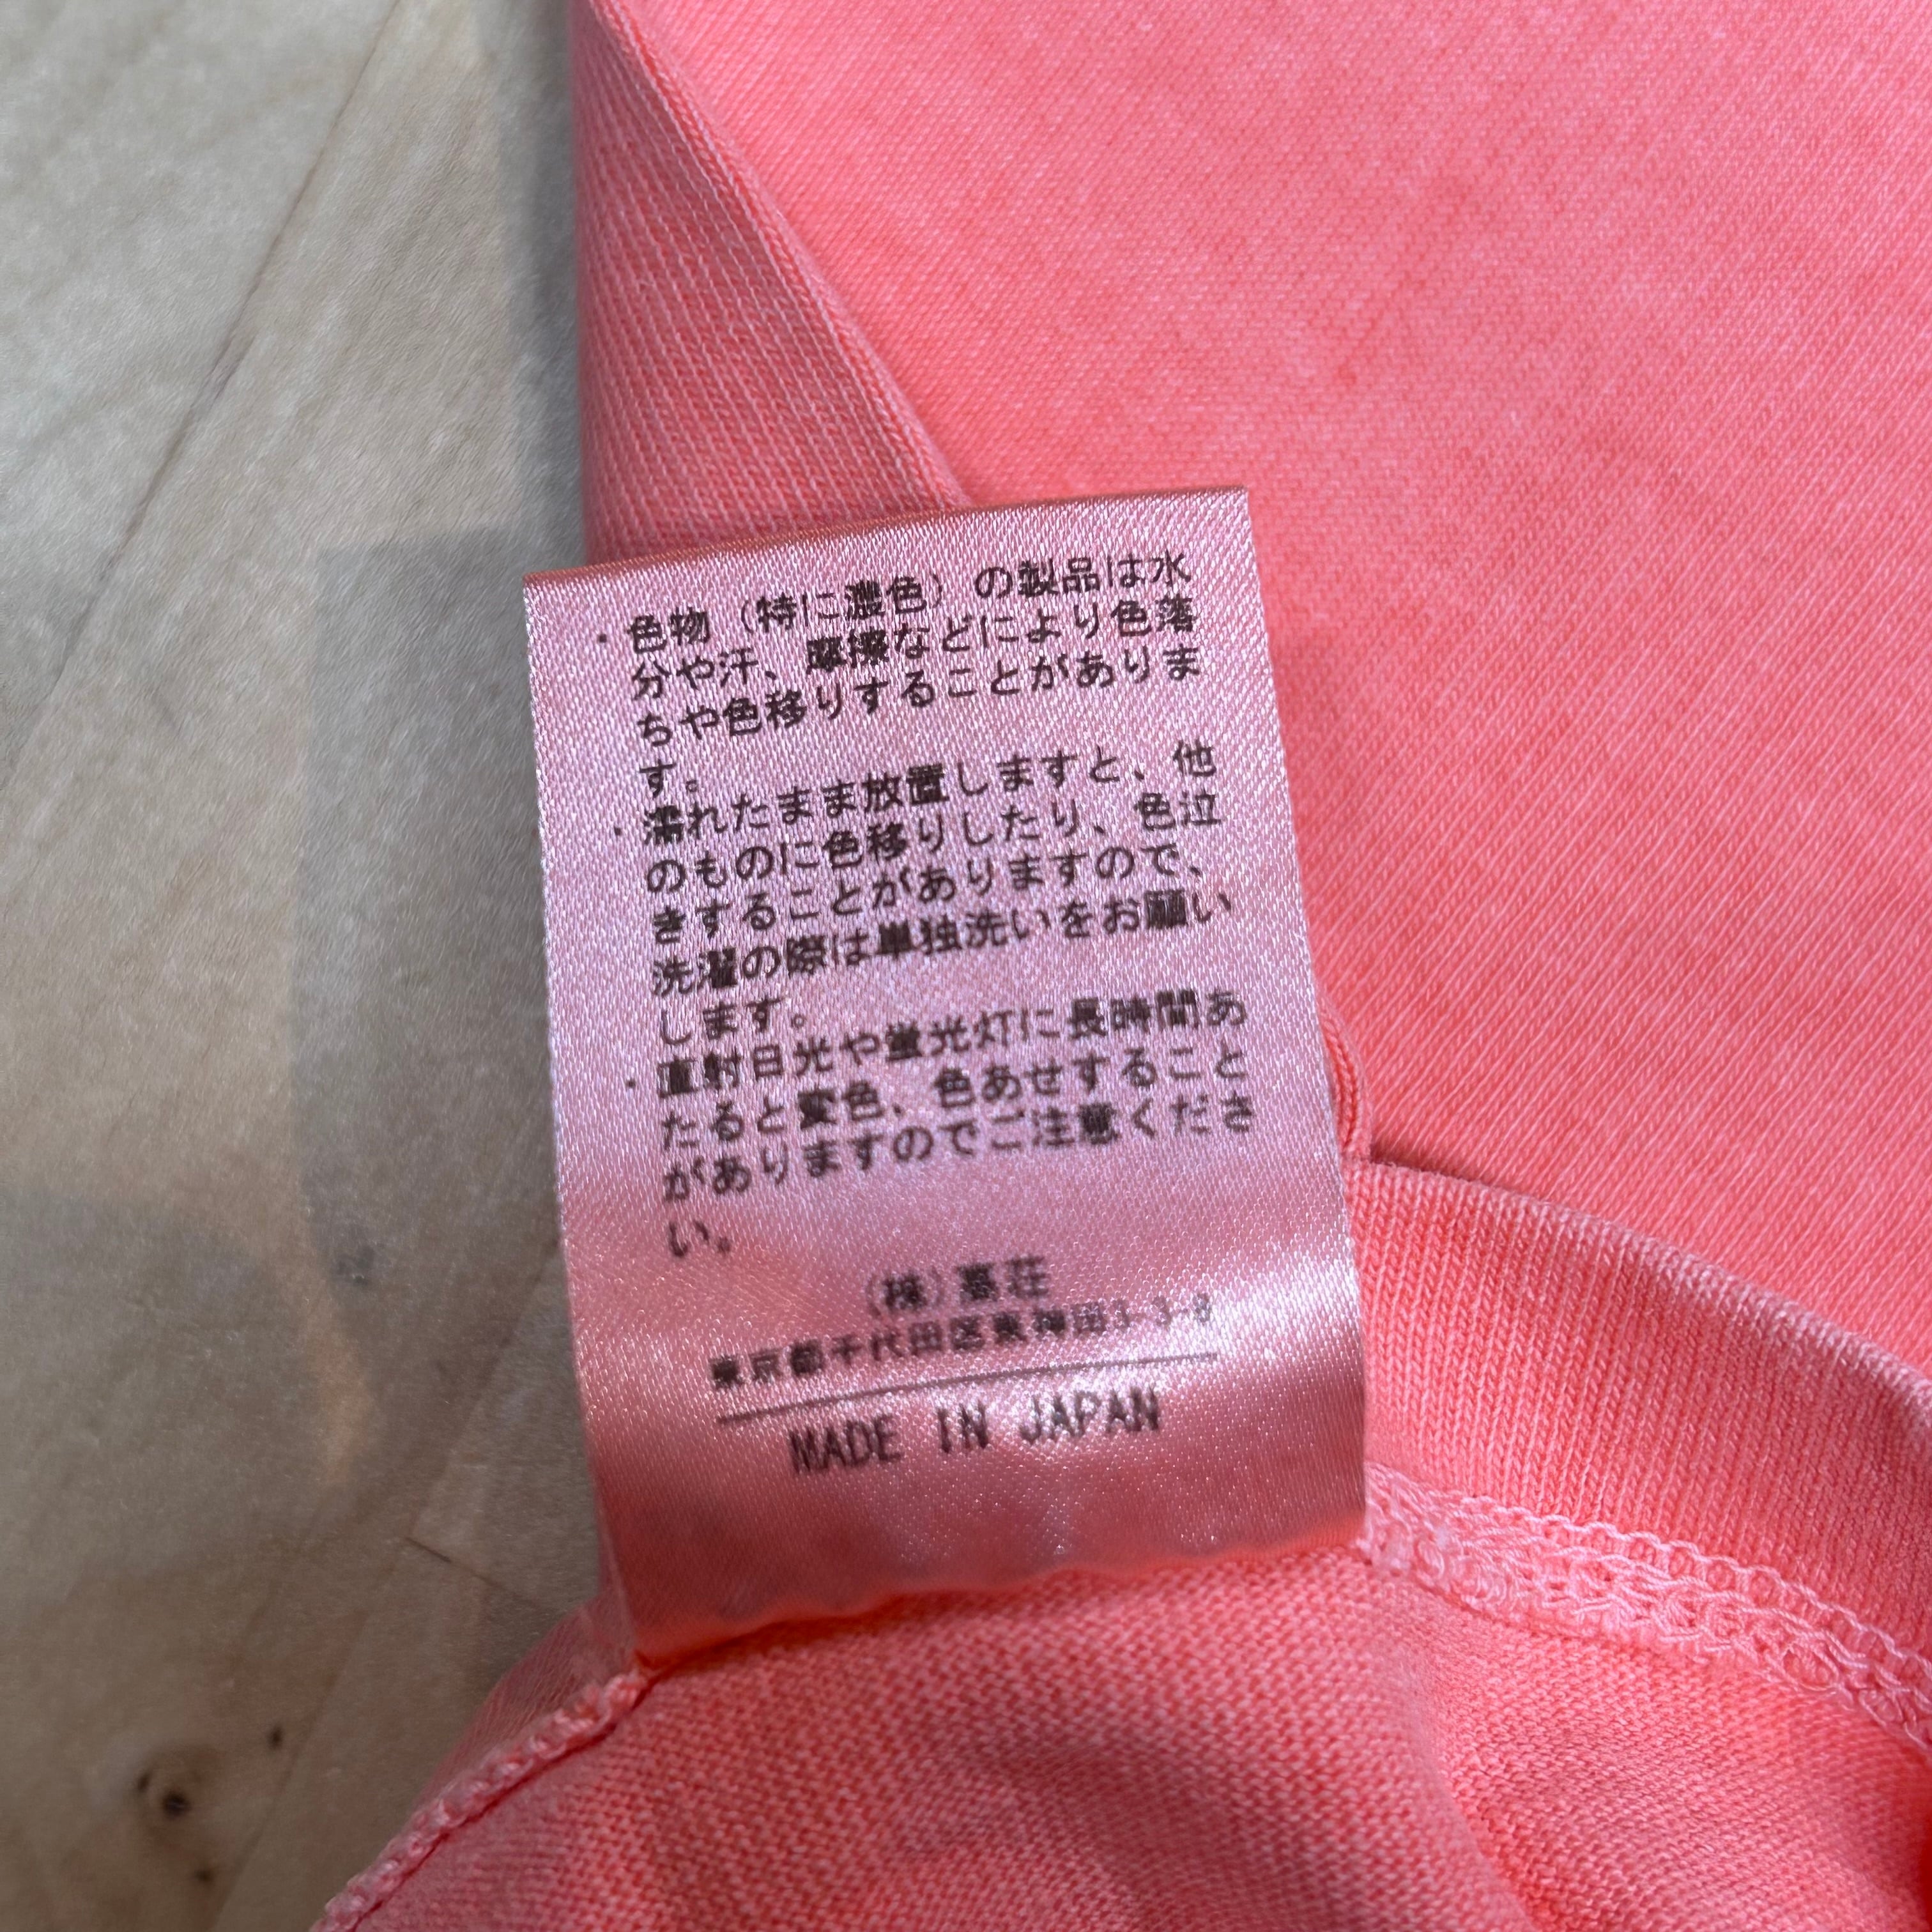 ・色物（特に濃色）の製品は水
分や汗、摩擦などにより色落
ちや色移りすることがありま
す。
・濡れたまま放置しますと、他
のものに色移りしたり、色泣
きすることがありますので、
洗濯の際は単独洗いをお願い
します。
・直射日光や蛍光灯に長時間あ
たると変色、色あせすること
がありますのでご注意くださ
い。
(株)莊
東京都千代田区東神田3-3-8
MADE IN JAPAN